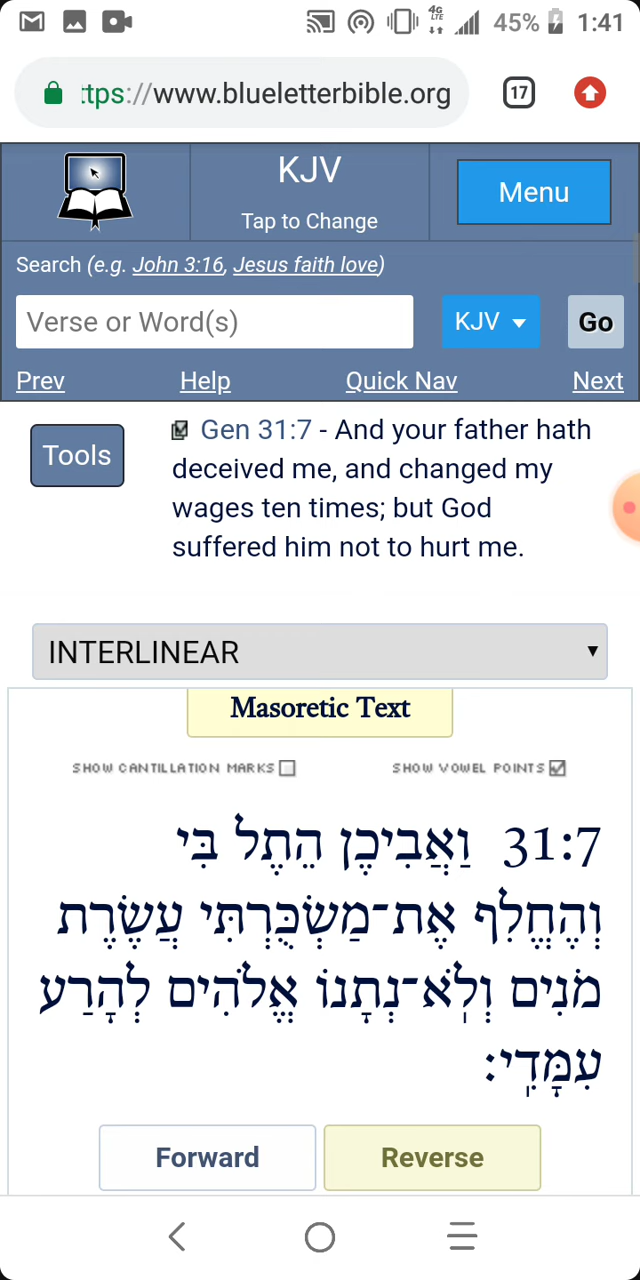 45% 1:41
4G LTE
ttps://www.blueletterbible.org 17
KJV
Tap to Change
Menu
Search (e.g. John 3:16, Jesus faith love)
Verse or Word(s) KJV Go
Prev Help Quick Nav Next
Tools
Gen 31:7 - And your father hath
deceived me, and changed my
wages ten times; but God
suffered him not to hurt me.
INTERLINEAR
Masoretic Text
SHOW CANTILLATION MARKS SHOW VOWEL POINTS
31:7 וַאֲבִיכֶן הֵתֶל בִּי
וְהֶחֱלִף אֶת־מַשְׂכֻּרְתִּי עֲשֶׂרֶת
מֹנִים וְלֹֽא־נְתָנוֹ אֱלֹהִים לְהָרַע
עִמָּדִֽי׃
Forward Reverse